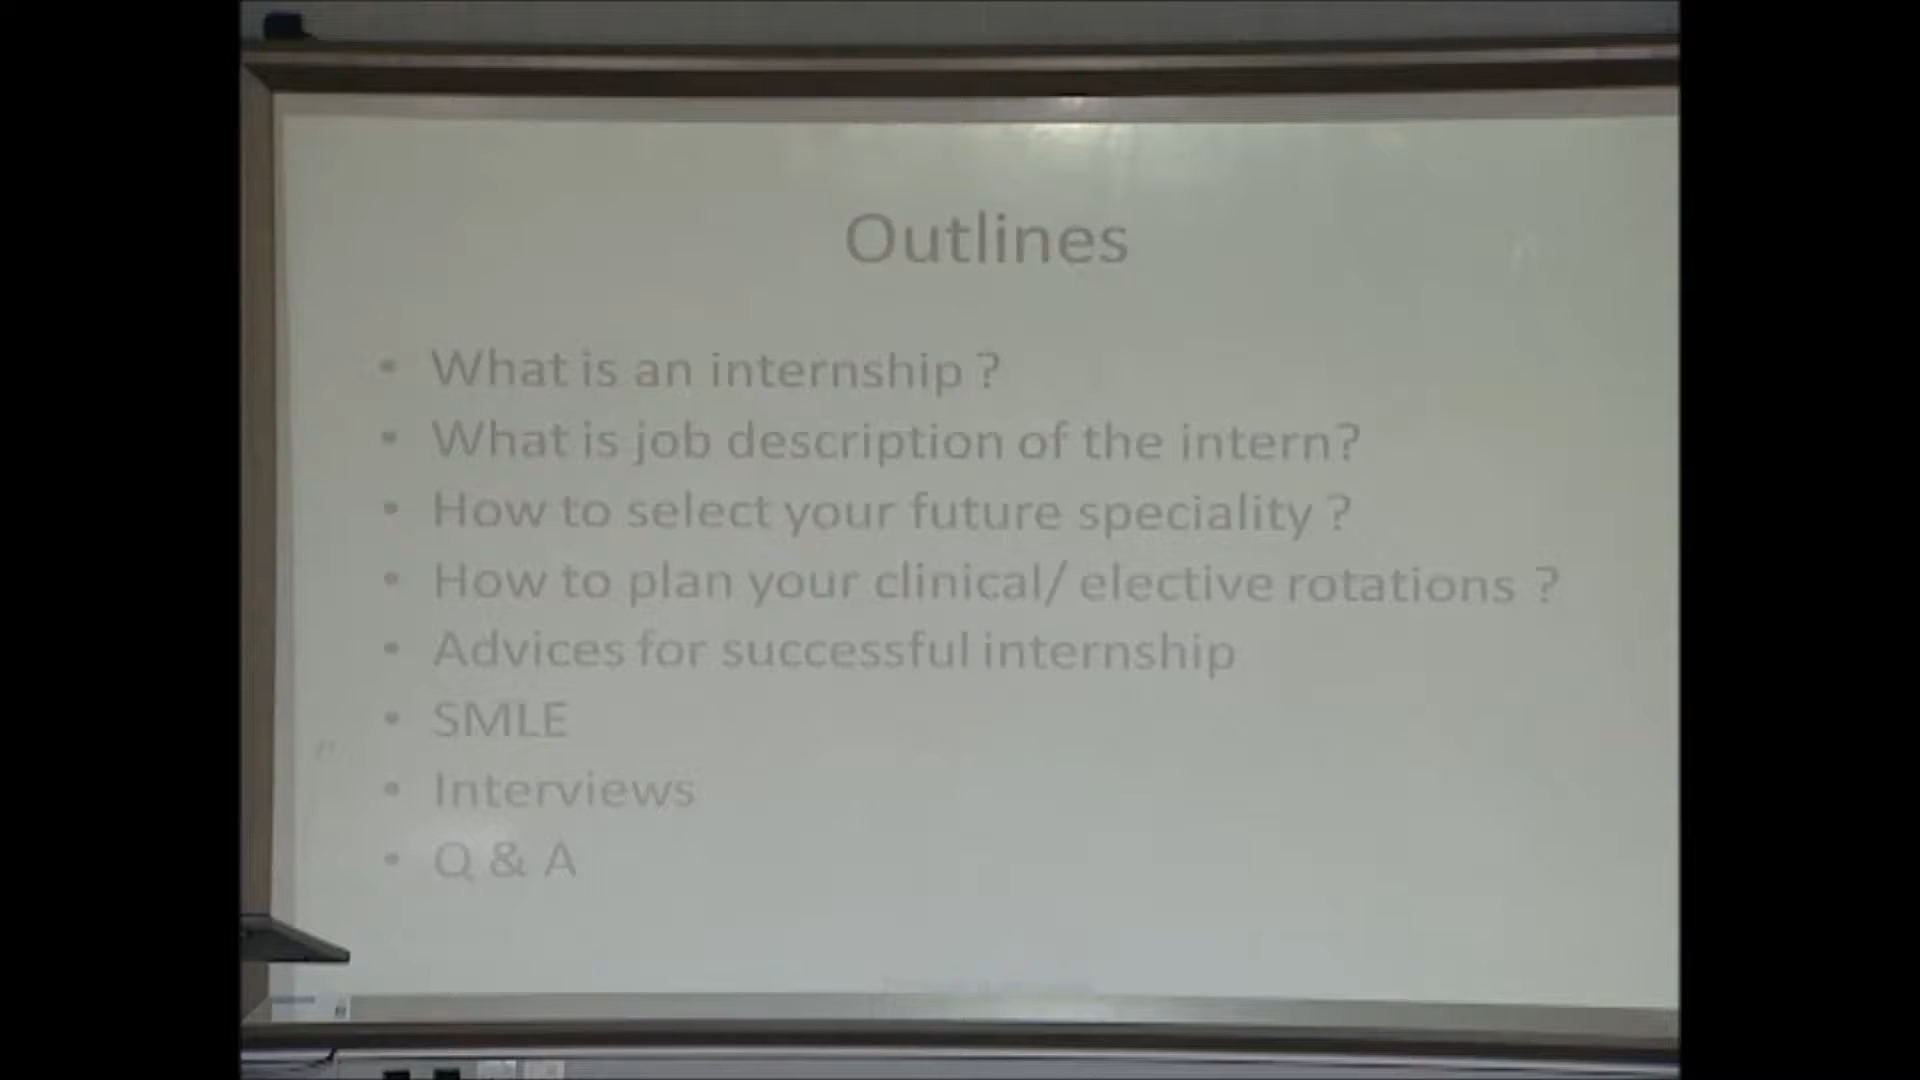 Outlines
• What is an internship ?
• What is job description of the intern?
• How to select your future speciality ?
• How to plan your clinical/ elective rotations ?
• Advices for successful internship
• SMLE
• Interviews
• Q & A